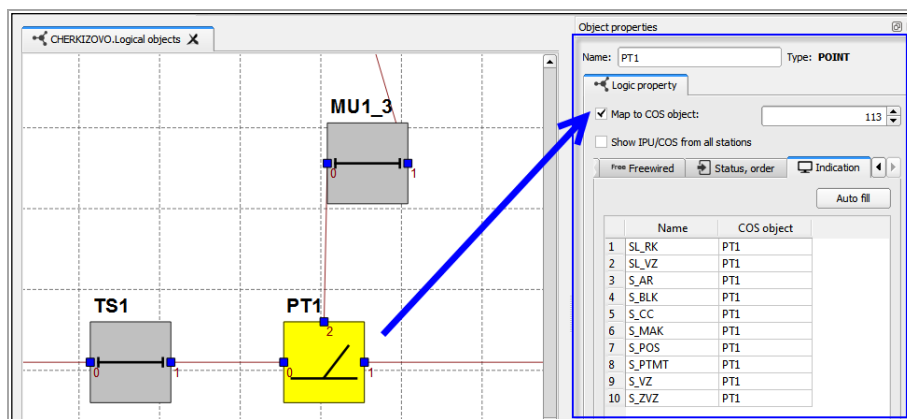 CHERKIZOVO.Logical objects X
MU1_3
0 1
TS1
0 1
PT1
2
0 1
Object properties
Name: PT1 Type: POINT
Logic property
Map to COS object: 113
Show IPU/COS from all stations
Free Freewired Status, order Indication
Auto fill
Name COS object
1 SL_RK PT1
2 SL_VZ PT1
3 S_AR PT1
4 S_BLK PT1
5 S_CC PT1
6 S_MAK PT1
7 S_POS PT1
8 S_PTMT PT1
9 S_VZ PT1
10 S_ZVZ PT1